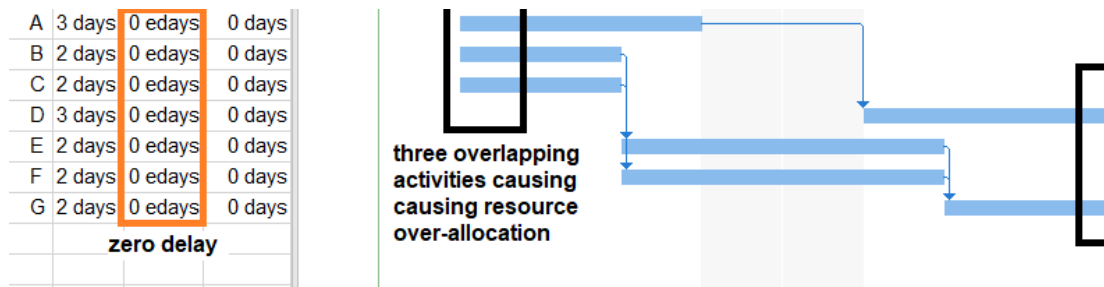 A 3 days 0 edays 0 days
B 2 days 0 edays 0 days
C 2 days 0 edays 0 days
D 3 days 0 edays 0 days
E 2 days 0 edays 0 days
F 2 days 0 edays 0 days
G 2 days 0 edays 0 days
zero delay
three overlapping
activities causing
causing resource
over-allocation